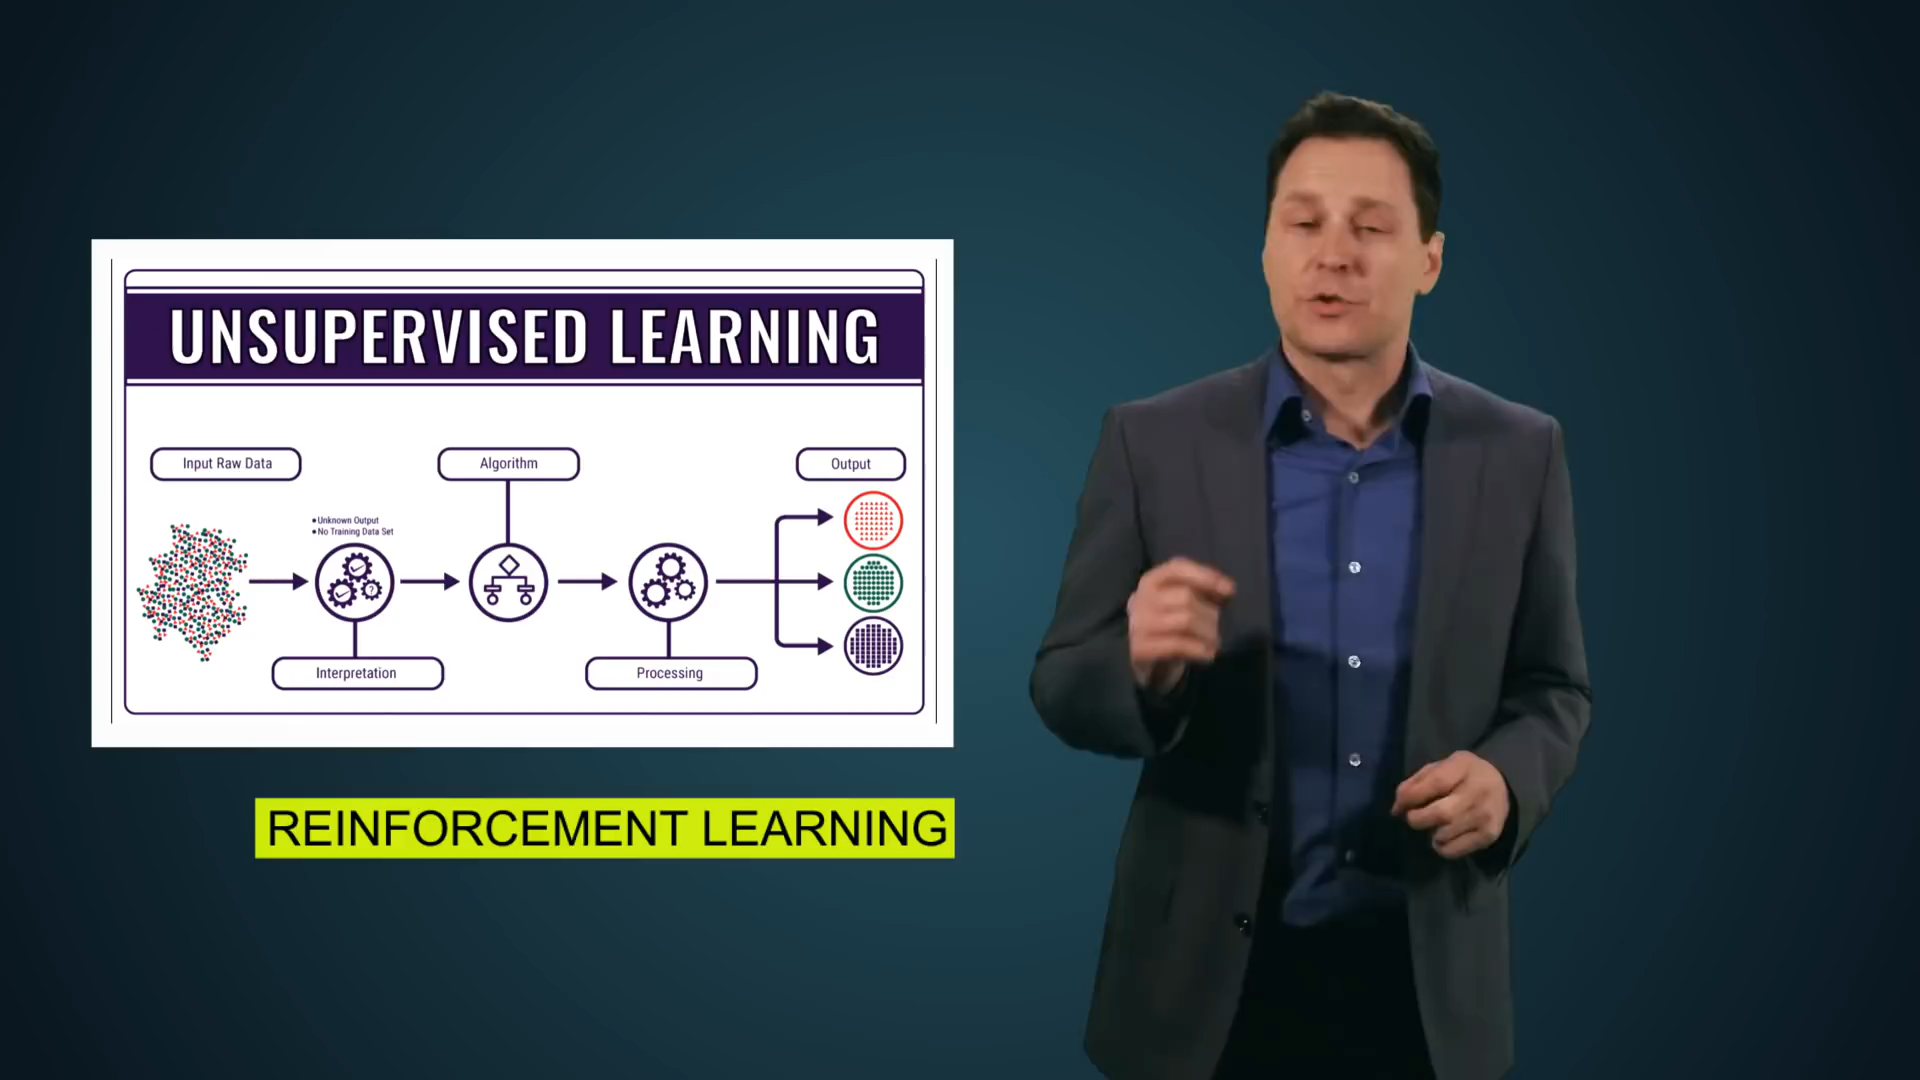 UNSUPERVISED LEARNING
Input Raw Data
Algorithm
Output
• Unknown Output
• No Training Data Set
?
Interpretation
Processing
REINFORCEMENT LEARNING